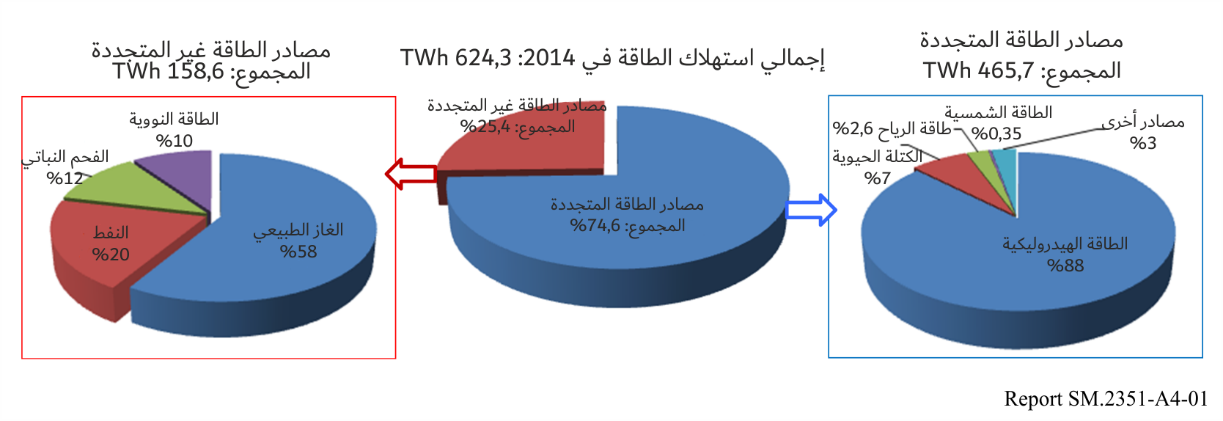 مصادر الطاقة المتجددة
المجموع: 465,7 TWh
الطاقة الشمسية
%0,35
مصادر أخرى
%3
طاقة الرياح 2,6%
الكتلة الحيوية
%7
الطاقة الهيدروليكية
%88
إجمالي استهلاك الطاقة في 2014: 624,3 TWh
مصادر الطاقة غير المتجددة
المجموع: 25,4%
مصادر الطاقة المتجددة
المجموع: 74,6%
مصادر الطاقة غير المتجددة
المجموع: 158,6 TWh
الطاقة النووية
%10
الفحم النباتي
%12
النفط
%20
الغاز الطبيعي
%58
Report SM.2351-A4-01